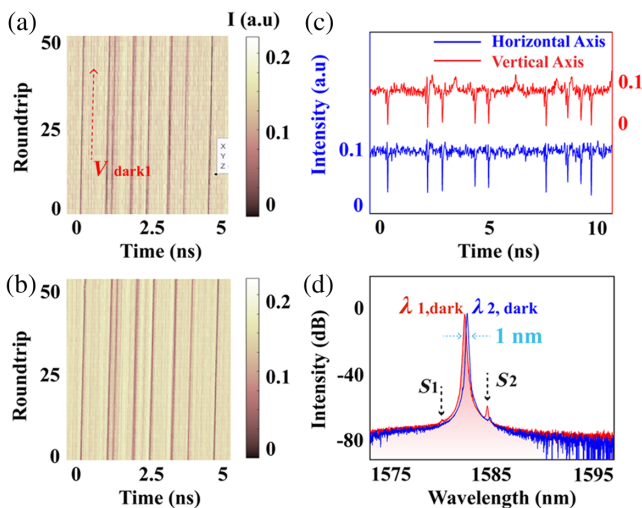 (a)
I (a.u)
50
25
0
Roundtrip
V dark1
X
Y
Z
0.2
0.1
0
0
2.5
5
Time (ns)
(b)
50
25
0
Roundtrip
0.2
0.1
0
0
2.5
5
Time (ns)
(c)
Horizontal Axis
Vertical Axis
Intensity (a.u)
0.1
0
0.1
0
0
5
10
Time (ns)
(d)
λ 1,dark
λ 2, dark
1 nm
S1
S2
0
-40
-80
Intensity (dB)
1575
1585
1595
Wavelength (nm)